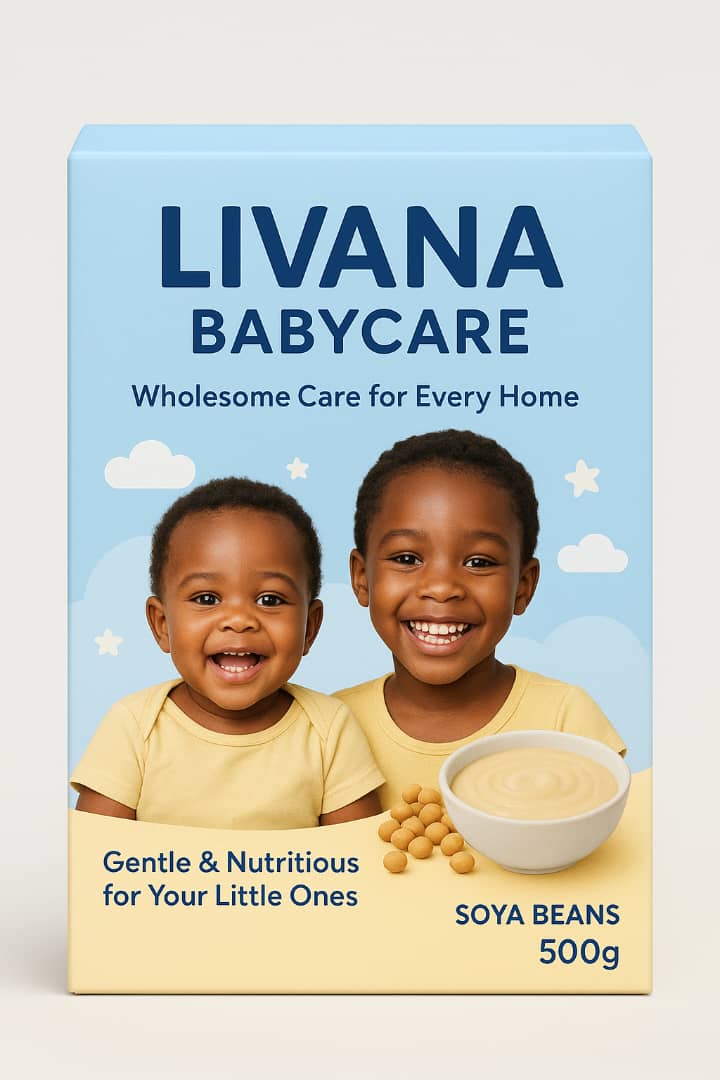 LIVANA
BABYCARE
Wholesome Care for Every Home
Gentle & Nutritious
for Your Little Ones
SOYA BEANS
500g